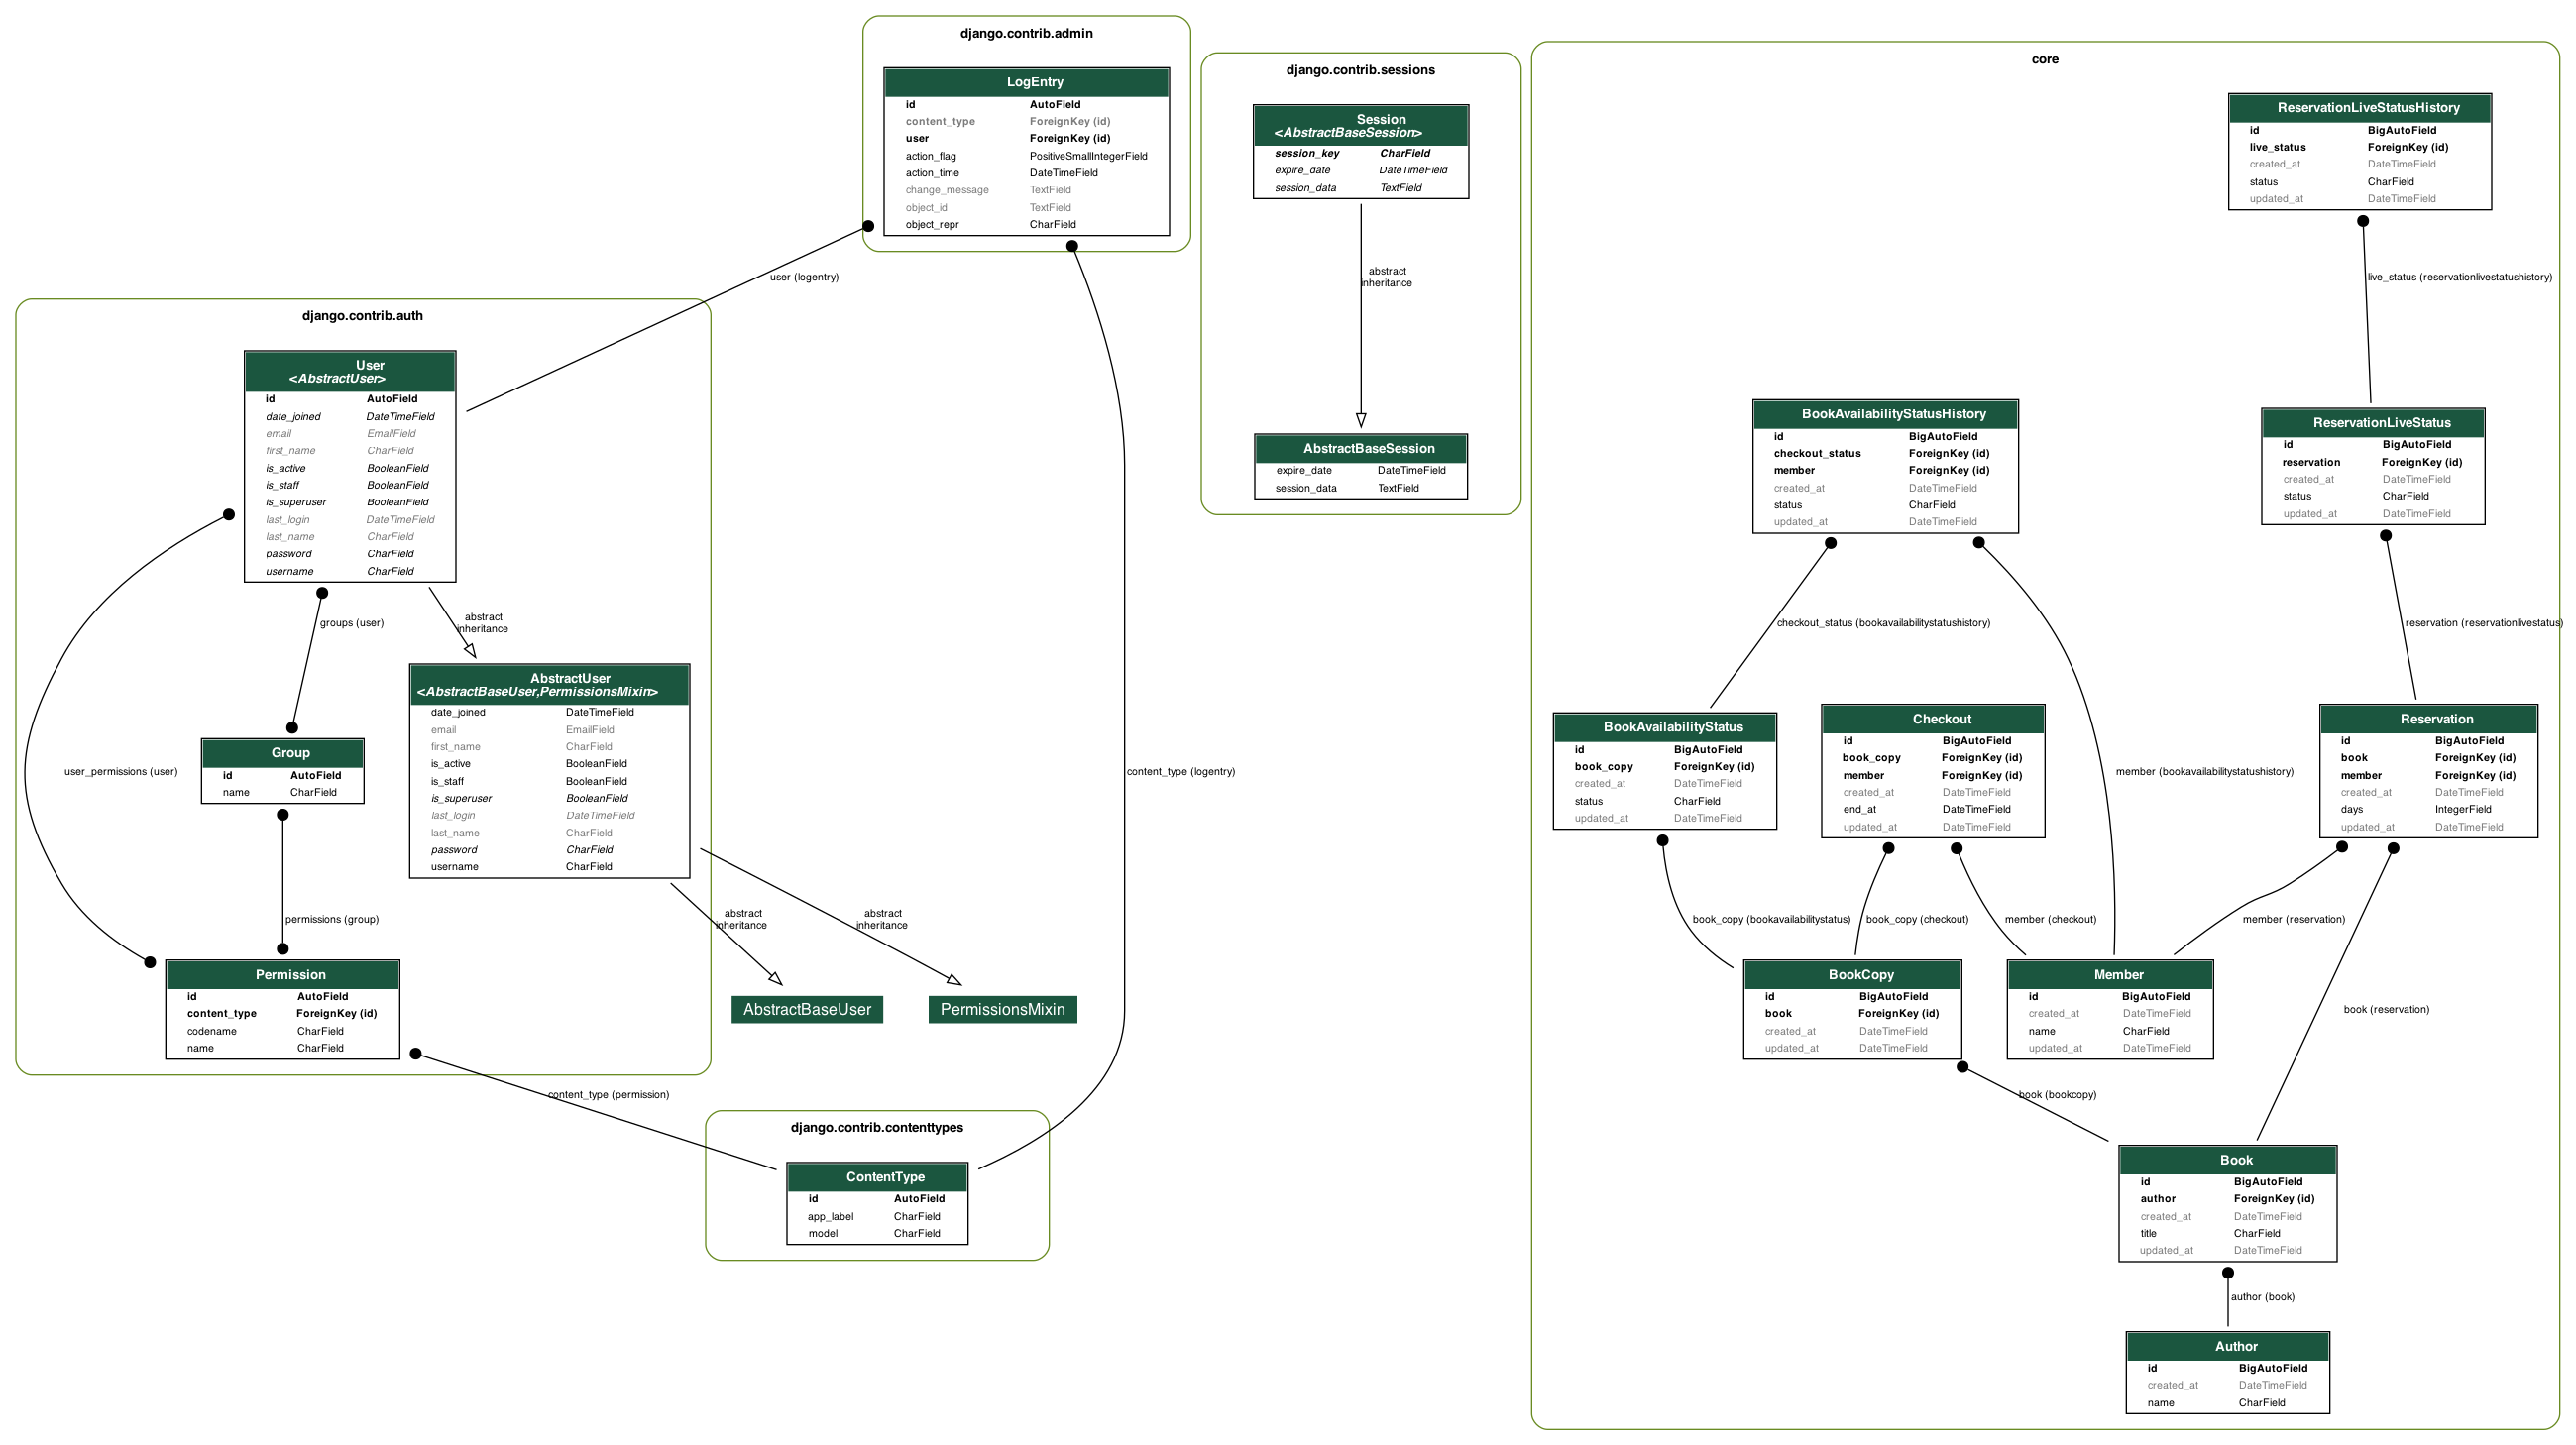 django.contrib.admin
LogEntry
id AutoField
content_type ForeignKey (id)
user ForeignKey (id)
action_flag PositiveSmallIntegerField
action_time DateTimeField
change_message TextField
object_id TextField
object_repr CharField
user (logentry)
content_type (logentry)
django.contrib.sessions
Session
<AbstractBaseSession>
session_key CharField
expire_date DateTimeField
session_data TextField
abstract
inheritance
AbstractBaseSession
expire_date DateTimeField
session_data TextField
django.contrib.auth
User
<AbstractUser>
id AutoField
date_joined DateTimeField
email EmailField
first_name CharField
is_active BooleanField
is_staff BooleanField
is_superuser BooleanField
last_login DateTimeField
last_name CharField
password CharField
username CharField
groups (user)
abstract
inheritance
user_permissions (user)
AbstractUser
<AbstractBaseUser,PermissionsMixin>
date_joined DateTimeField
email EmailField
first_name CharField
is_active BooleanField
is_staff BooleanField
is_superuser BooleanField
last_login DateTimeField
last_name CharField
password CharField
username CharField
Group
id AutoField
name CharField
permissions (group)
abstract
inheritance
abstract
inheritance
AbstractBaseUser
PermissionsMixin
Permission
id AutoField
content_type ForeignKey (id)
codename CharField
name CharField
content_type (permission)
django.contrib.contenttypes
ContentType
id AutoField
app_label CharField
model CharField
core
ReservationLiveStatusHistory
id BigAutoField
live_status ForeignKey (id)
created_at DateTimeField
status CharField
updated_at DateTimeField
live_status (reservationlivestatushistory)
BookAvailabilityStatusHistory
id BigAutoField
checkout_status ForeignKey (id)
member ForeignKey (id)
created_at DateTimeField
status CharField
updated_at DateTimeField
ReservationLiveStatus
id BigAutoField
reservation ForeignKey (id)
created_at DateTimeField
status CharField
updated_at DateTimeField
checkout_status (bookavailabilitystatushistory)
reservation (reservationlivestatus)
member (bookavailabilitystatushistory)
BookAvailabilityStatus
id BigAutoField
book_copy ForeignKey (id)
created_at DateTimeField
status CharField
updated_at DateTimeField
Checkout
id BigAutoField
book_copy ForeignKey (id)
member ForeignKey (id)
created_at DateTimeField
end_at DateTimeField
updated_at DateTimeField
Reservation
id BigAutoField
book ForeignKey (id)
member ForeignKey (id)
created_at DateTimeField
days IntegerField
updated_at DateTimeField
book_copy (bookavailabilitystatus)
book_copy (checkout)
member (checkout)
member (reservation)
book (reservation)
BookCopy
id BigAutoField
book ForeignKey (id)
created_at DateTimeField
updated_at DateTimeField
Member
id BigAutoField
created_at DateTimeField
name CharField
updated_at DateTimeField
book (bookcopy)
Book
id BigAutoField
author ForeignKey (id)
created_at DateTimeField
title CharField
updated_at DateTimeField
author (book)
Author
id BigAutoField
created_at DateTimeField
name CharField